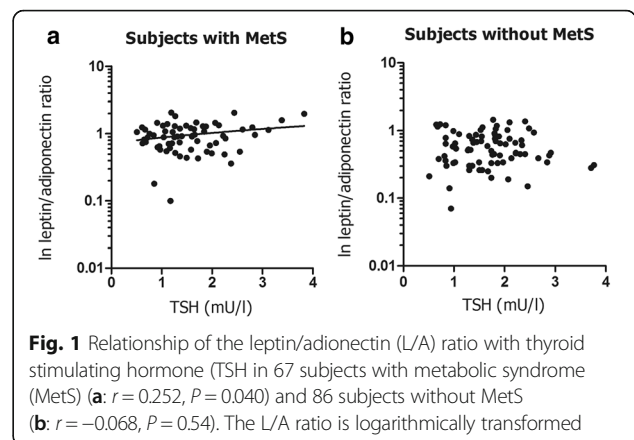 a Subjects with MetS
b Subjects without MetS
ln leptin/adiponectin ratio
10
1
0.1
0.01
0 1 2 3 4
TSH (mU/l)
ln leptin/adiponectin ratio
10
1
0.1
0.01
0 1 2 3 4
TSH (mU/l)
Fig. 1 Relationship of the leptin/adionectin (L/A) ratio with thyroid
stimulating hormone (TSH in 67 subjects with metabolic syndrome
(MetS) (a: r = 0.252, P = 0.040) and 86 subjects without MetS
(b: r = −0.068, P = 0.54). The L/A ratio is logarithmically transformed